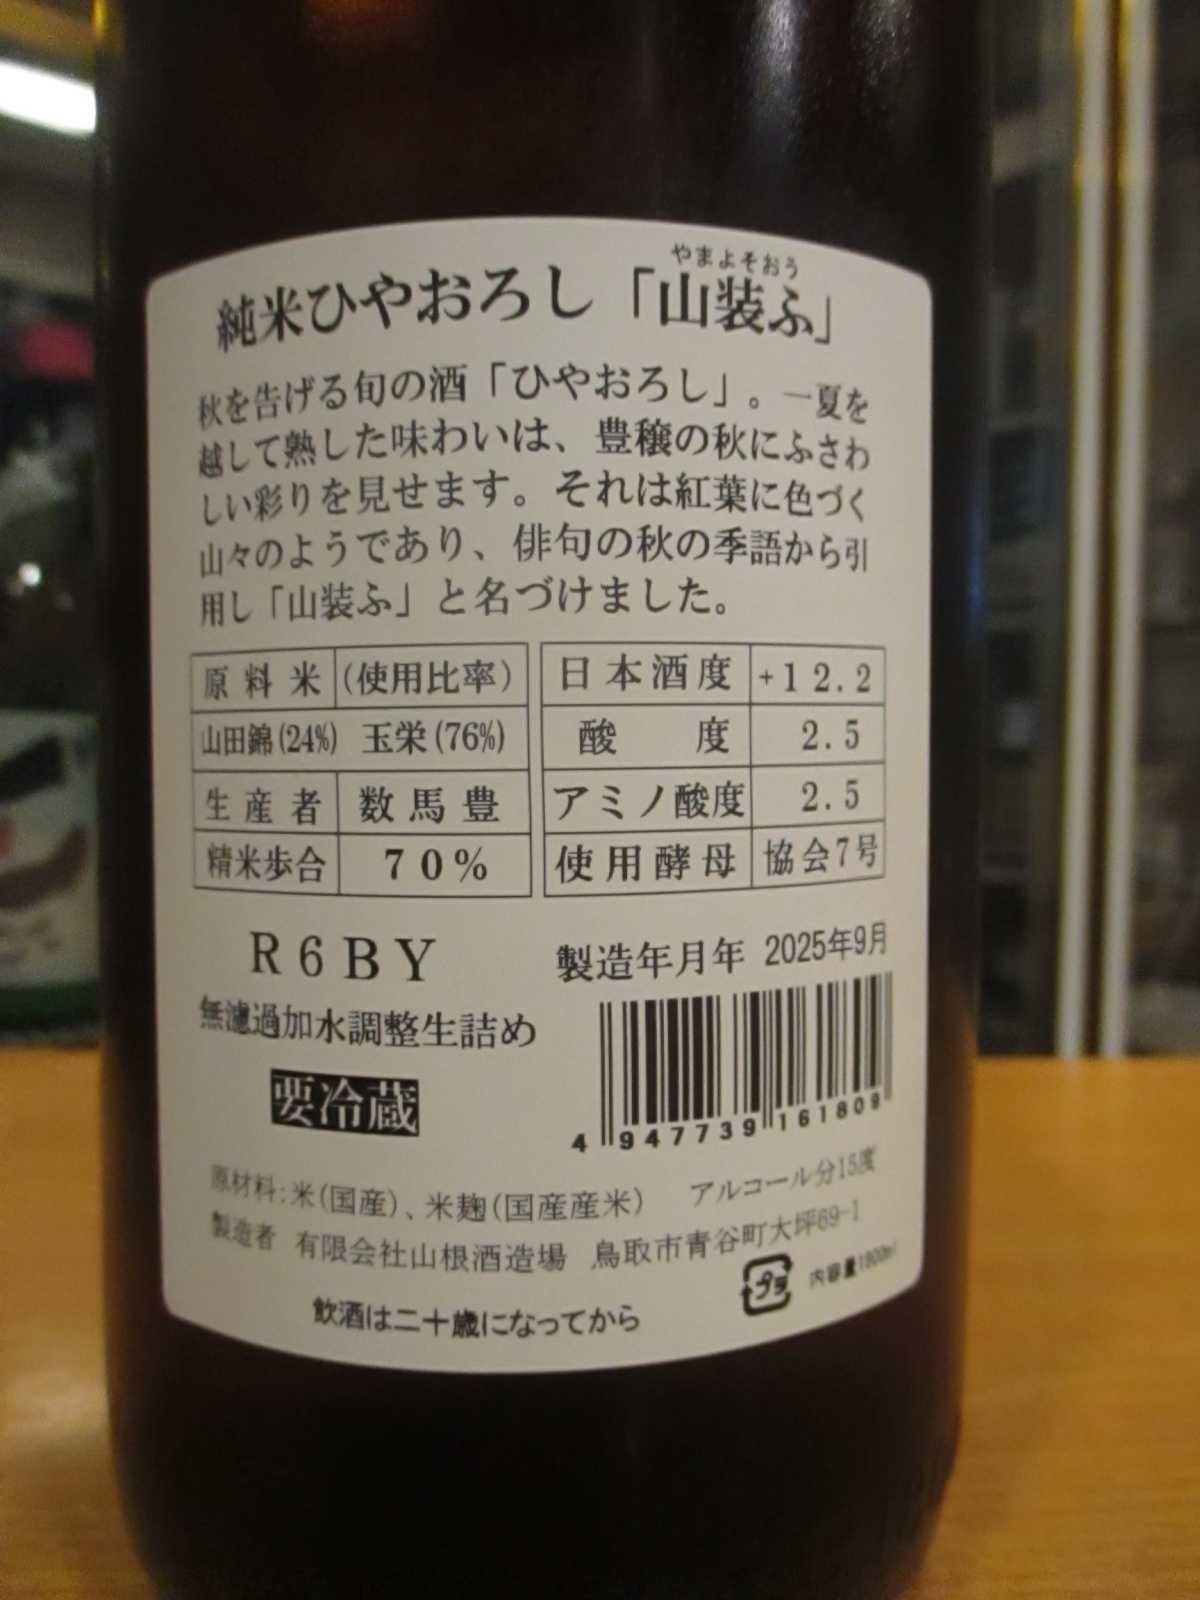 やまよそおう
純米ひやおろし「山装ふ」
秋を告げる旬の酒「ひやおろし」。一夏を
越して熟した味わいは、豊穣の秋にふさわ
しい彩りを見せます。それは紅葉に色づく
山々のようであり、俳句の秋の季語から引
用し「山装ふ」と名づけました。
原料米 (使用比率)
山田錦(24%) 玉栄(76%)
生産者 数馬豊
精米歩合 70%
日本酒度 +12.2
酸度 2.5
アミノ酸度 2.5
使用酵母 協会7号
R6BY
製造年月年 2025年9月
無濾過加水調整生詰め
要冷蔵
4 947739 161809
原材料:米(国産)、米麹(国産産米) アルコール分15度
製造者 有限会社山根酒造場 鳥取市青谷町大坪69-1
プラ 内容量1800ml
飲酒は二十歳になってから